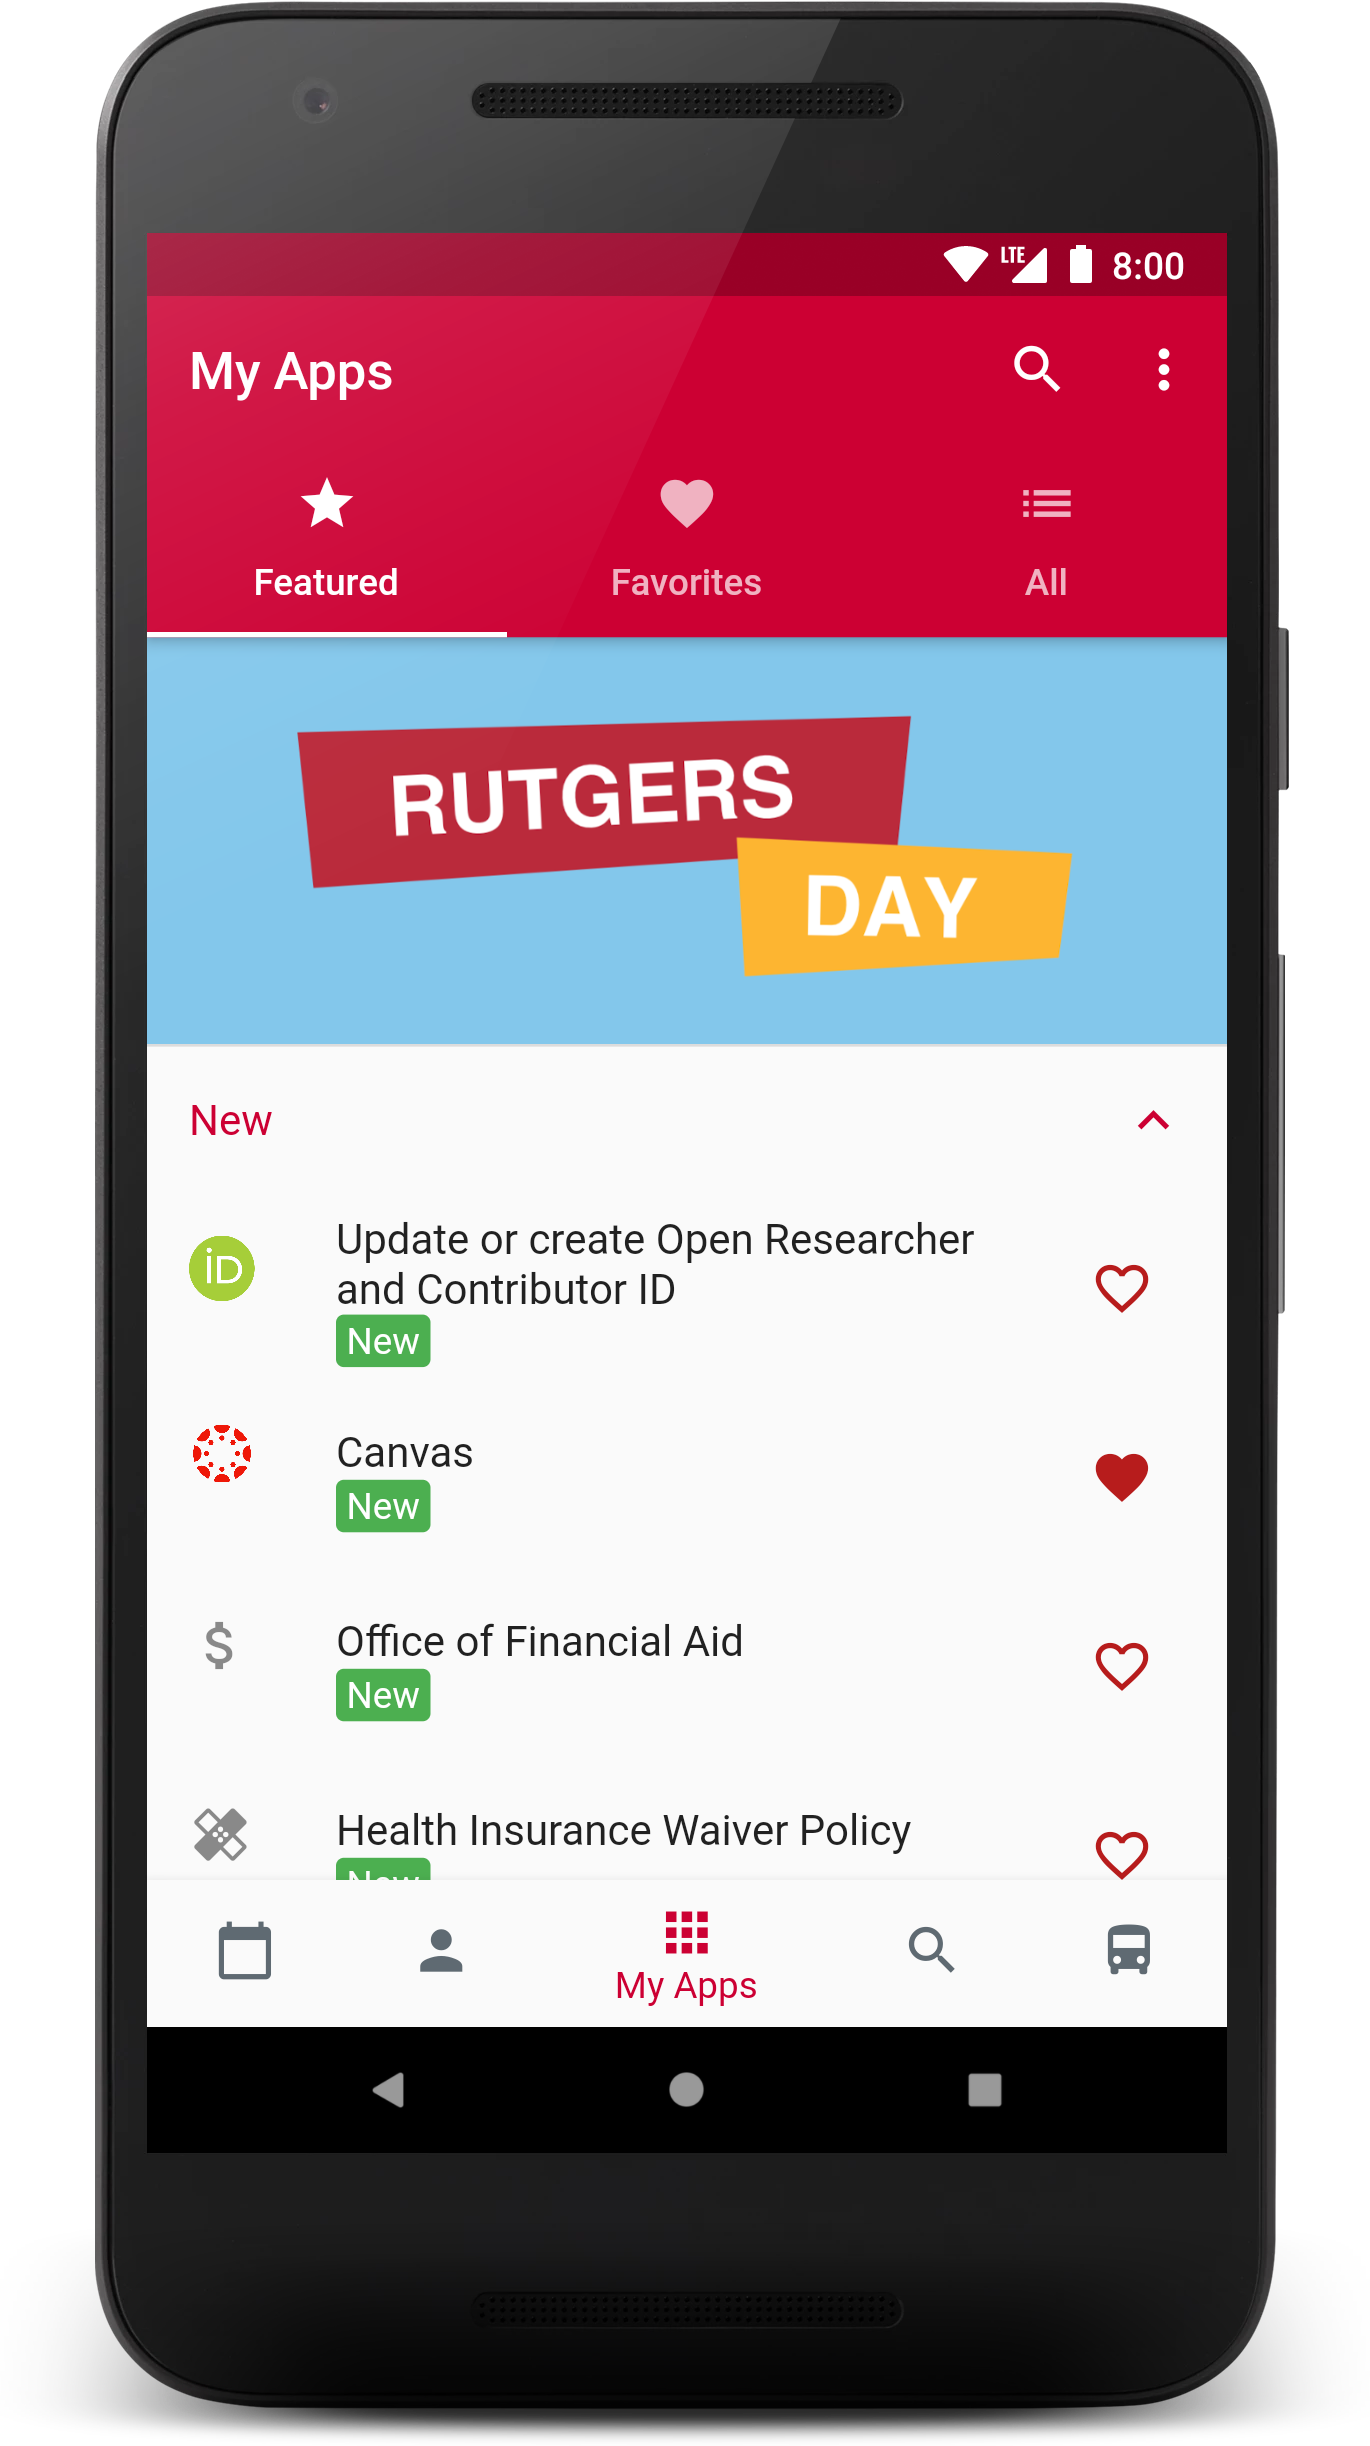 LTE 8:00
My Apps
Featured Favorites All
RUTGERS
DAY
New
iD
Update or create Open Researcher
and Contributor ID
New
Canvas
New
$
Office of Financial Aid
New
Health Insurance Waiver Policy
New
My Apps